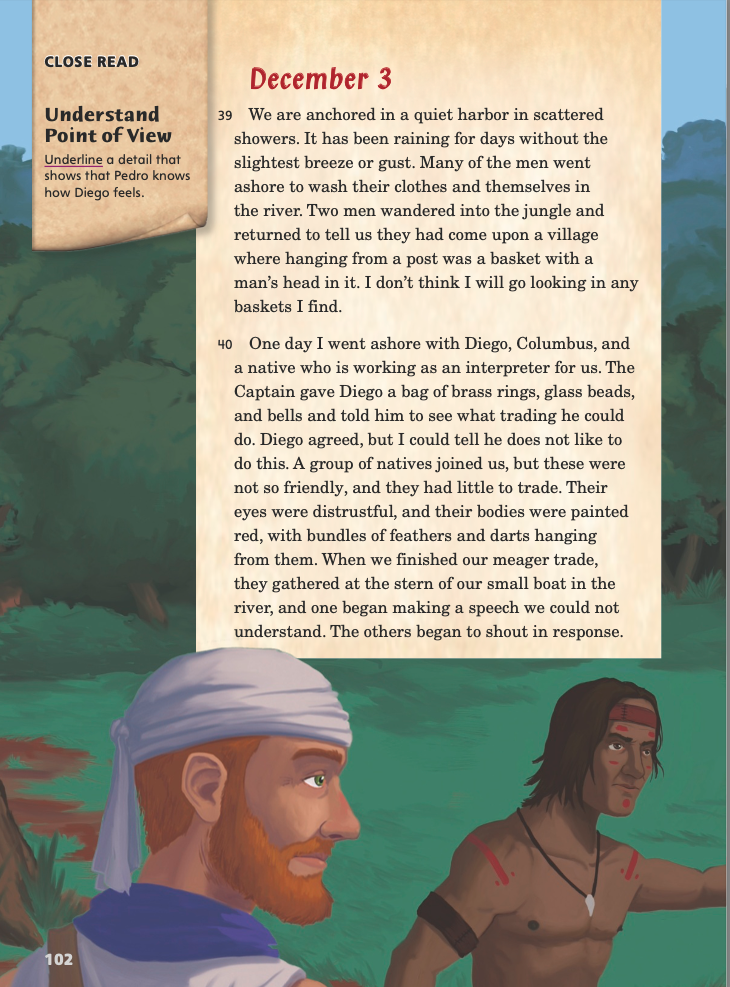 CLOSE READ
Understand
Point of View
Underline a detail that
shows that Pedro knows
how Diego feels.
December 3
39 We are anchored in a quiet harbor in scattered
showers. It has been raining for days without the
slightest breeze or gust. Many of the men went
ashore to wash their clothes and themselves in
the river. Two men wandered into the jungle and
returned to tell us they had come upon a village
where hanging from a post was a basket with a
man’s head in it. I don’t think I will go looking in any
baskets I find.
40 One day I went ashore with Diego, Columbus, and
a native who is working as an interpreter for us. The
Captain gave Diego a bag of brass rings, glass beads,
and bells and told him to see what trading he could
do. Diego agreed, but I could tell he does not like to
do this. A group of natives joined us, but these were
not so friendly, and they had little to trade. Their
eyes were distrustful, and their bodies were painted
red, with bundles of feathers and darts hanging
from them. When we finished our meager trade,
they gathered at the stern of our small boat in the
river, and one began making a speech we could not
understand. The others began to shout in response.
102